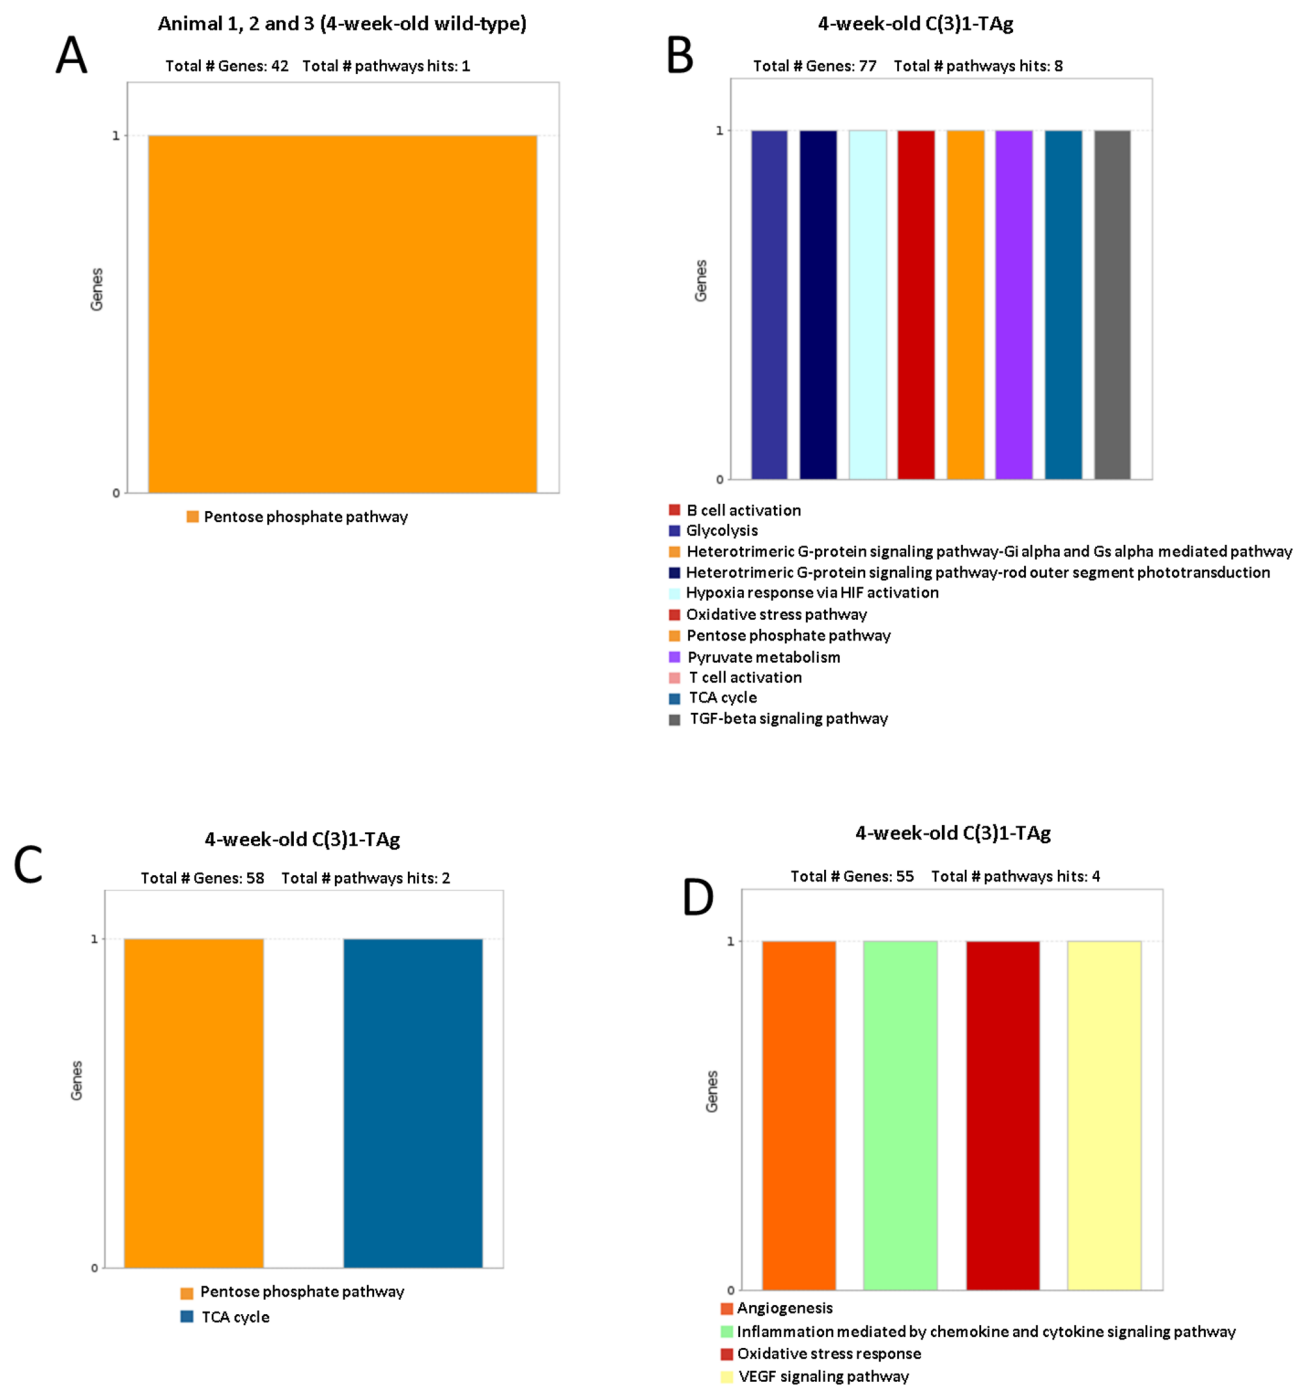 Animal 1, 2 and 3 (4-week-old wild-type)
A
Total # Genes: 42 Total # pathways hits: 1
1
Genes
0
Pentose phosphate pathway
4-week-old C(3)1-TAg
B
Total # Genes: 77 Total # pathways hits: 8
1
Genes
0
B cell activation
Glycolysis
Heterotrimeric G-protein signaling pathway-Gi alpha and Gs alpha mediated pathway
Heterotrimeric G-protein signaling pathway-rod outer segment phototransduction
Hypoxia response via HIF activation
Oxidative stress pathway
Pentose phosphate pathway
Pyruvate metabolism
T cell activation
TCA cycle
TGF-beta signaling pathway
4-week-old C(3)1-TAg
C
Total # Genes: 58 Total # pathways hits: 2
1
Genes
0
Pentose phosphate pathway
TCA cycle
4-week-old C(3)1-TAg
D
Total # Genes: 55 Total # pathways hits: 4
1
Genes
0
Angiogenesis
Inflammation mediated by chemokine and cytokine signaling pathway
Oxidative stress response
VEGF signaling pathway